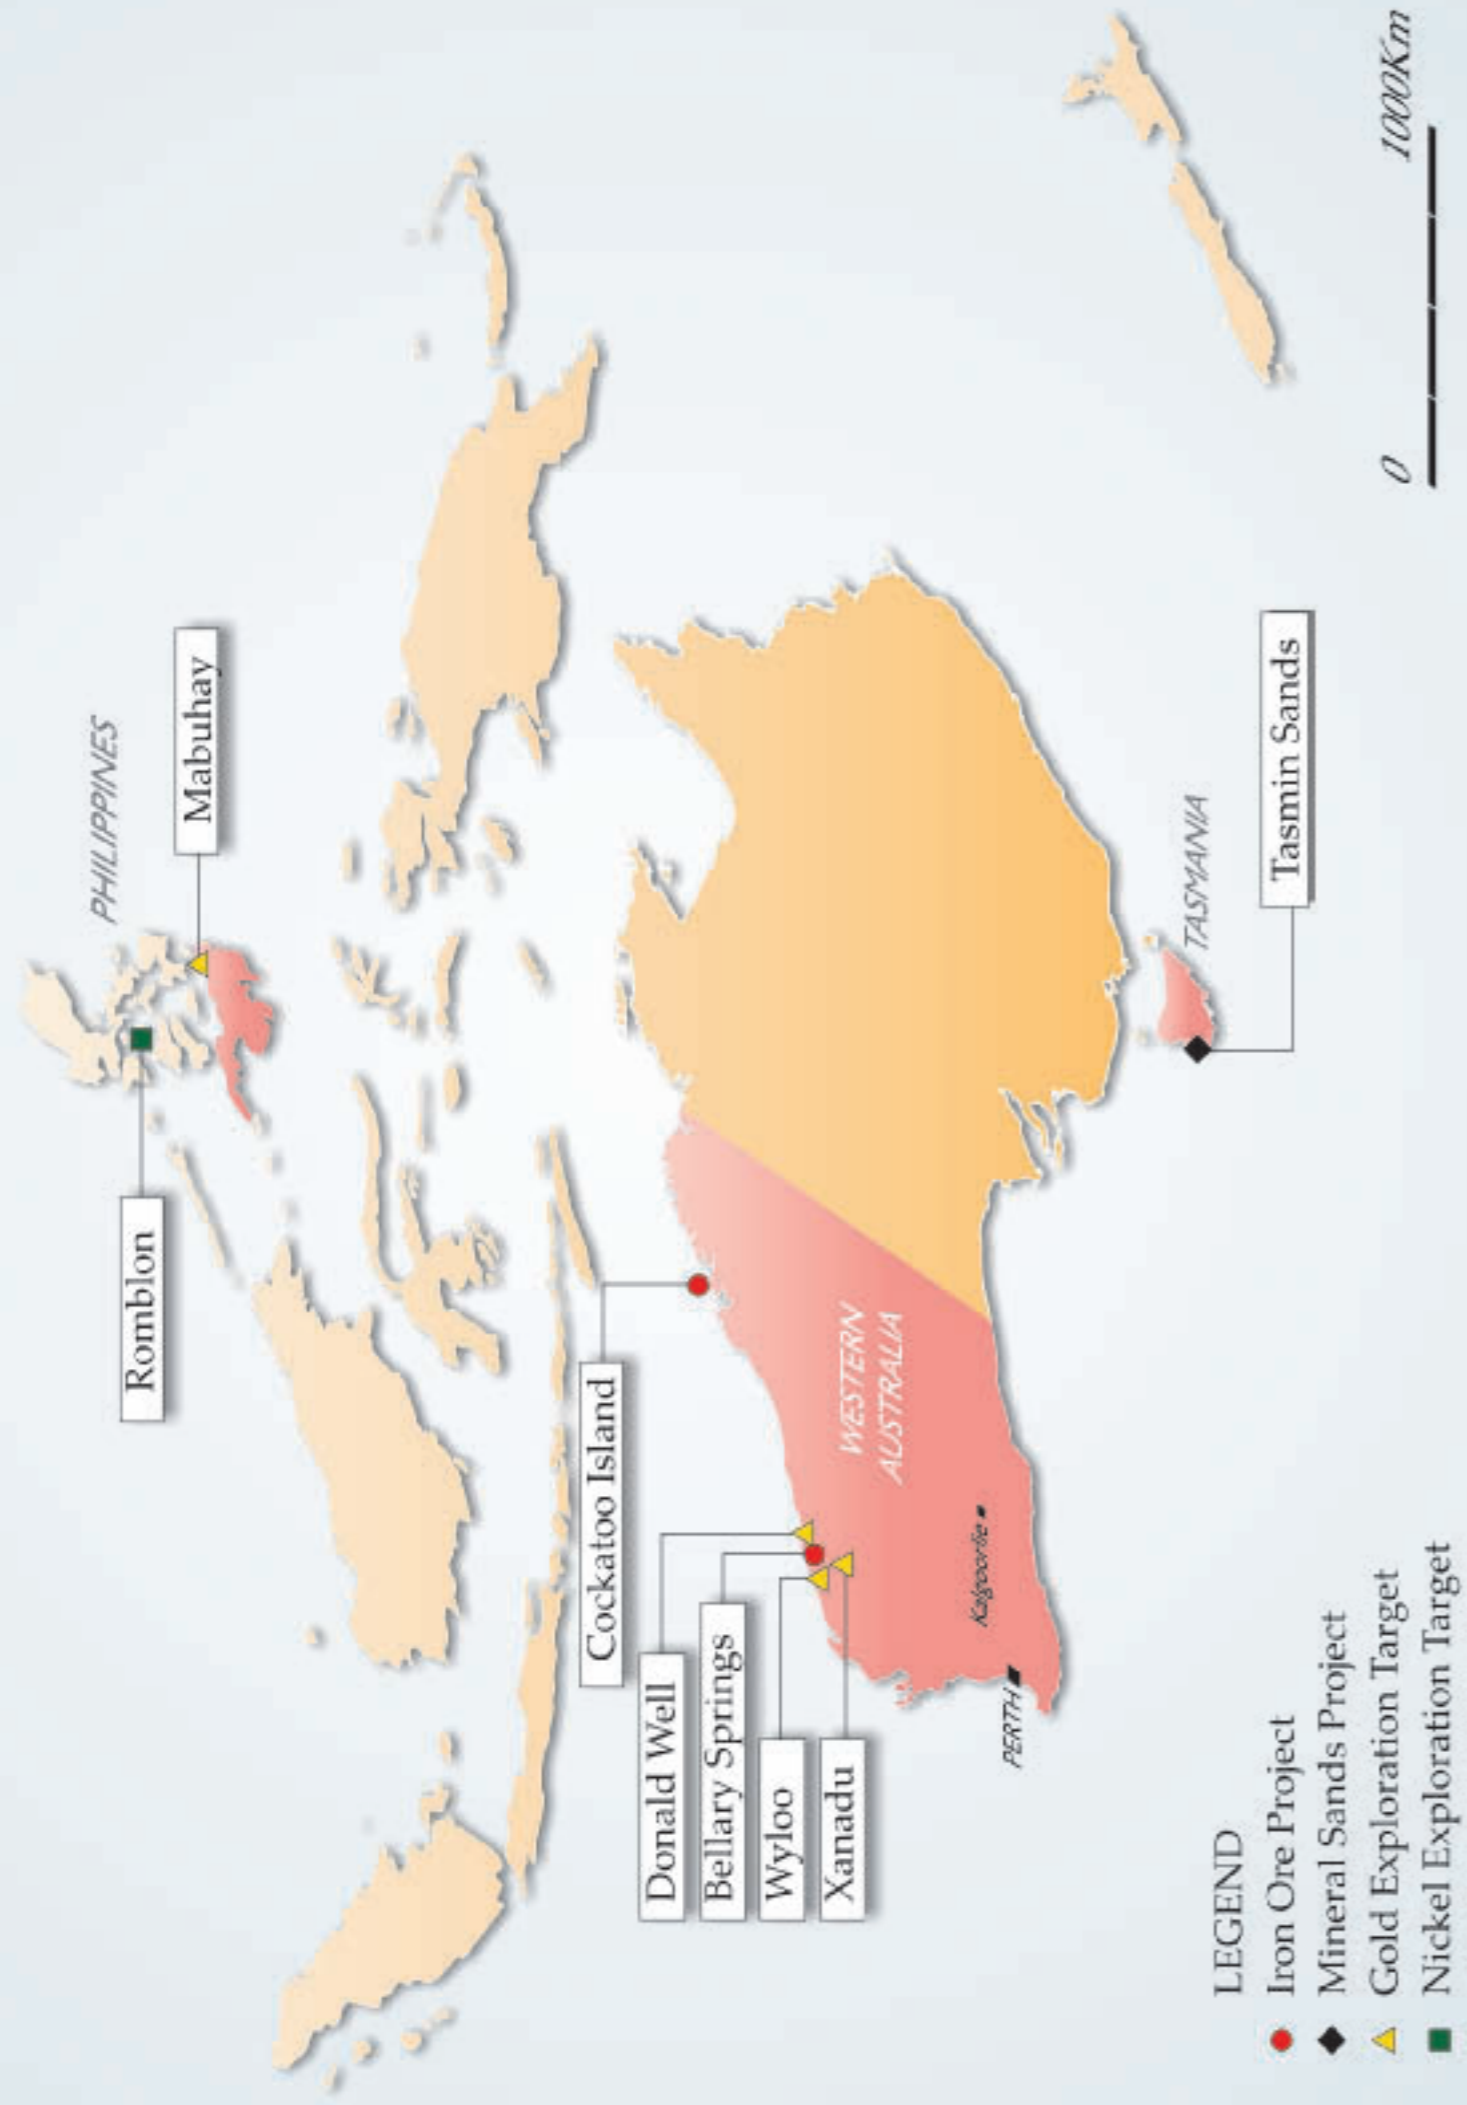 PHILIPPINES
Romblon
Mabuhay
Cockatoo Island
Donald Well
Bellary Springs
Wyloo
Xanadu
WESTERN
AUSTRALIA
Kalgoorlie
PERTH
TASMANIA
Tasmin Sands
LEGEND
Iron Ore Project
Mineral Sands Project
Gold Exploration Target
Nickel Exploration Target
0 1000Km